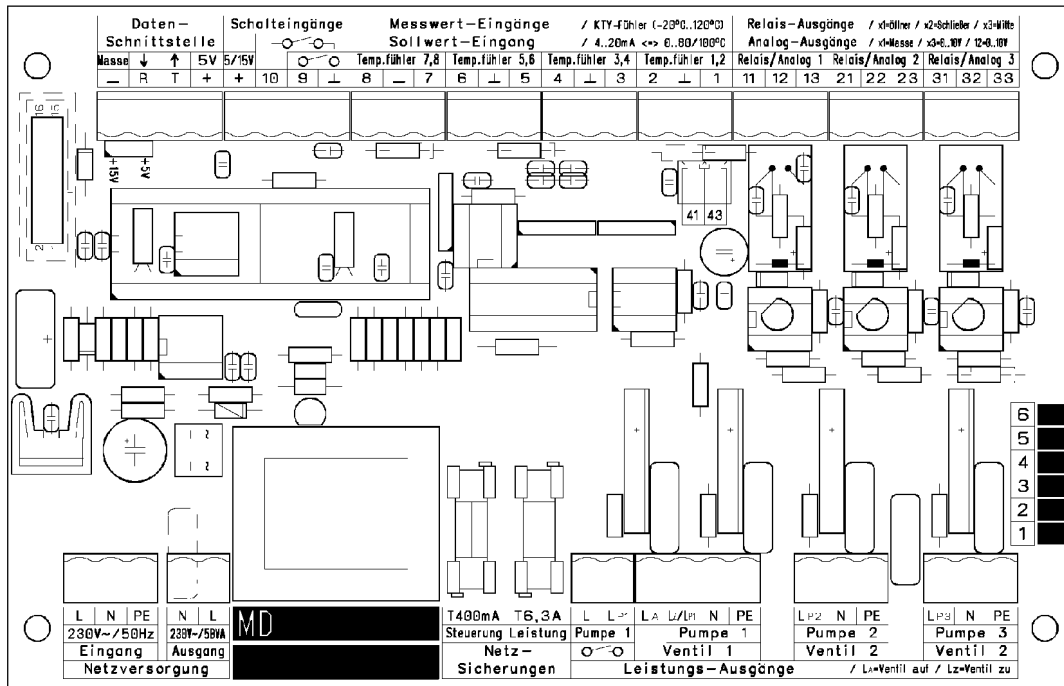 Daten- Schalteingänge Messwert-Eingänge / KTY-Fühler (-20°C..120°C) Relais-Ausgänge / x1=Öffner / x2=Schließer / x3=Mitte
Schnittstelle Sollwert-Eingang / 4..20mA <=> 0..80/100°C Analog-Ausgänge / x1=Masse / x3=0..10V / 12=0..10V
Masse ↓ ↑ 5V 5/15V Temp.fühler 7,8 Temp.fühler 5,6 Temp.fühler 3,4 Temp.fühler 1,2 Relais/Analog 1 Relais/Analog 2 Relais/Analog 3
⊥ R T + + 10 9 ⊥ 8 ⊥ 7 6 ⊥ 5 4 ⊥ 3 2 ⊥ 1 11 12 13 21 22 23 31 32 33
16 15
+15V +5V
41 43
2
6
5
4
3
2
1
L N PE N L MD T400mA T6,3A L LP1 LA LZ/LP1 N PE LP2 N PE LP3 N PE
230V~/50Hz 230V~/50VA Steuerung Leistung Pumpe 1 Pumpe 1 Pumpe 2 Pumpe 3
Eingang Ausgang Netz- Ventil 1 Ventil 2 Ventil 2
Netzversorgung Sicherungen Leistungs-Ausgänge / LA=Ventil auf / LZ=Ventil zu